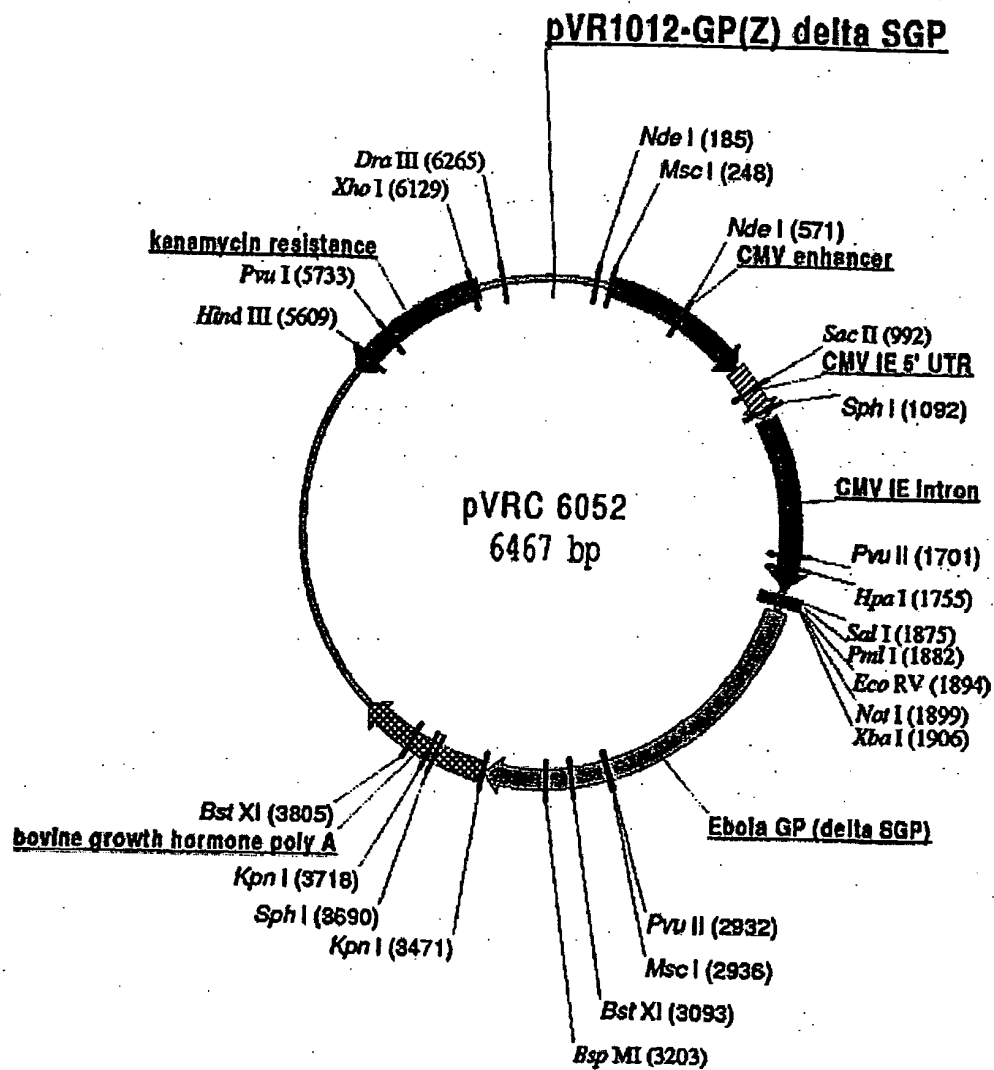 pVR1012-GP(Z) delta SGP
Nde I (185)
Dra III (6265)
Msc I (248)
Xho I (6129)
Nde I (571)
kanamycin resistance
CMV enhancer
Pvu I (5733)
Hind III (5609)
Sac II (992)
CMV IE 5' UTR
Sph I (1092)
pVRC 6052
CMV IE Intron
6467 bp
Pvu II (1701)
Hpa I (1755)
Sal I (1875)
Pml I (1882)
Eco RV (1894)
Not I (1899)
Xba I (1906)
Bst XI (3805)
bovine growth hormone poly A
Ebola GP (delta SGP)
Kpn I (3718)
Sph I (3690)
Kpn I (3471)
Pvu II (2932)
Msc I (2936)
Bst XI (3093)
Bsp MI (3203)